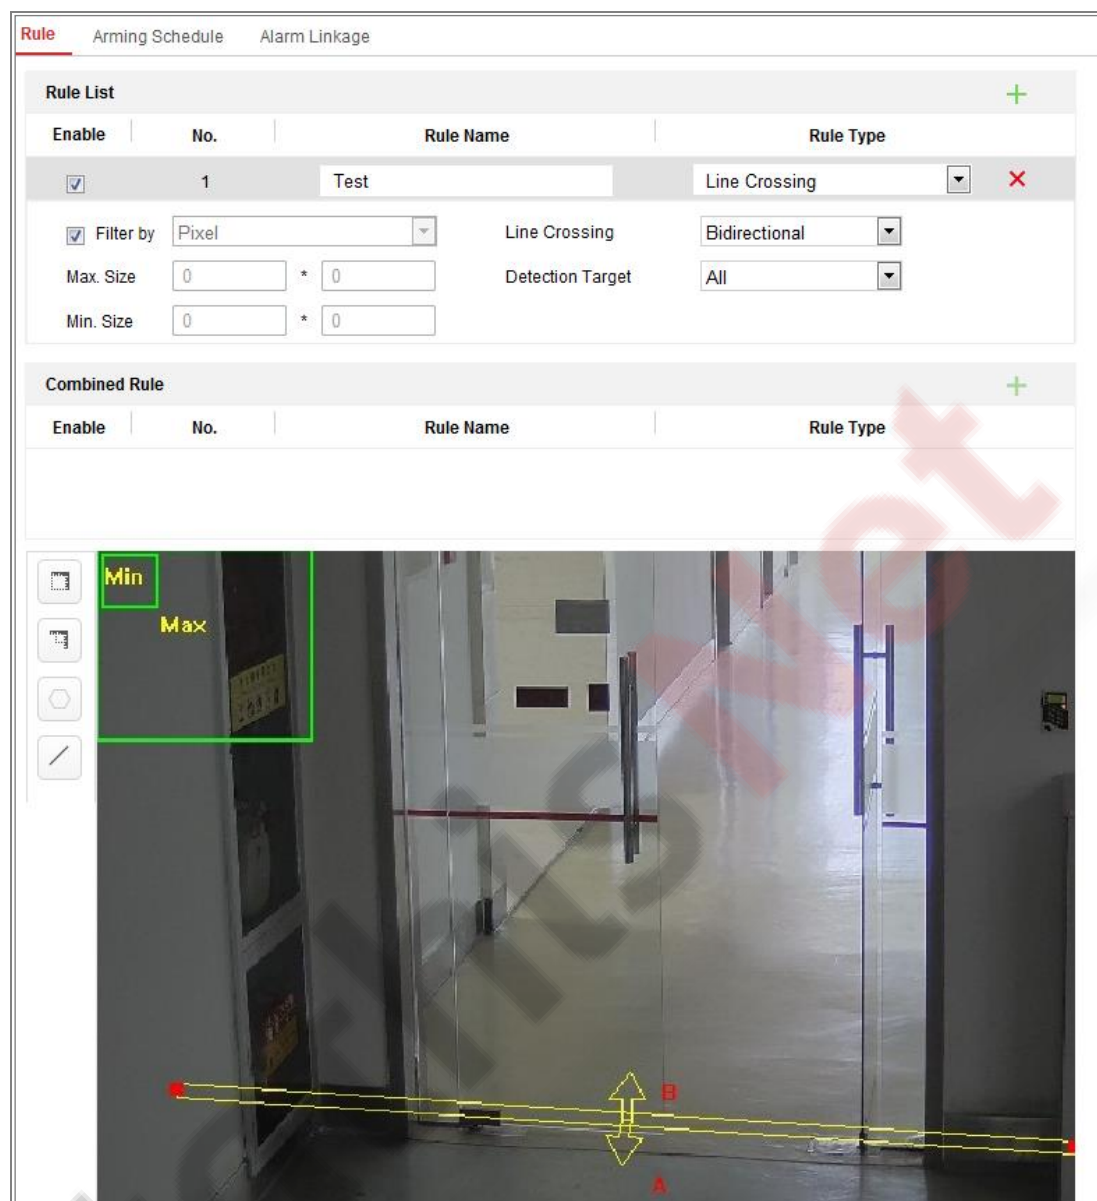 Rule Arming Schedule Alarm Linkage
Rule List
Enable No. Rule Name Rule Type
1 Test Line Crossing
Filter by Pixel Line Crossing Bidirectional
Max. Size 0 * 0 Detection Target All
Min. Size 0 * 0
Combined Rule
Enable No. Rule Name Rule Type
Min
Max
B
A